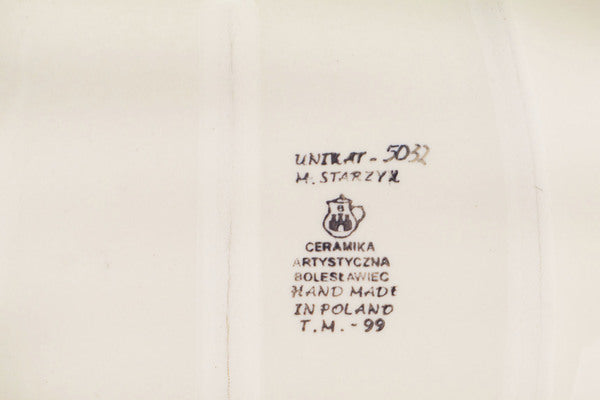 UNIKAT - 5032
M. STARZYK
B
CERAMIKA
ARTYSTYCZNA
BOLESŁAWIEC
HAND MADE
IN POLAND
T.M. - 99